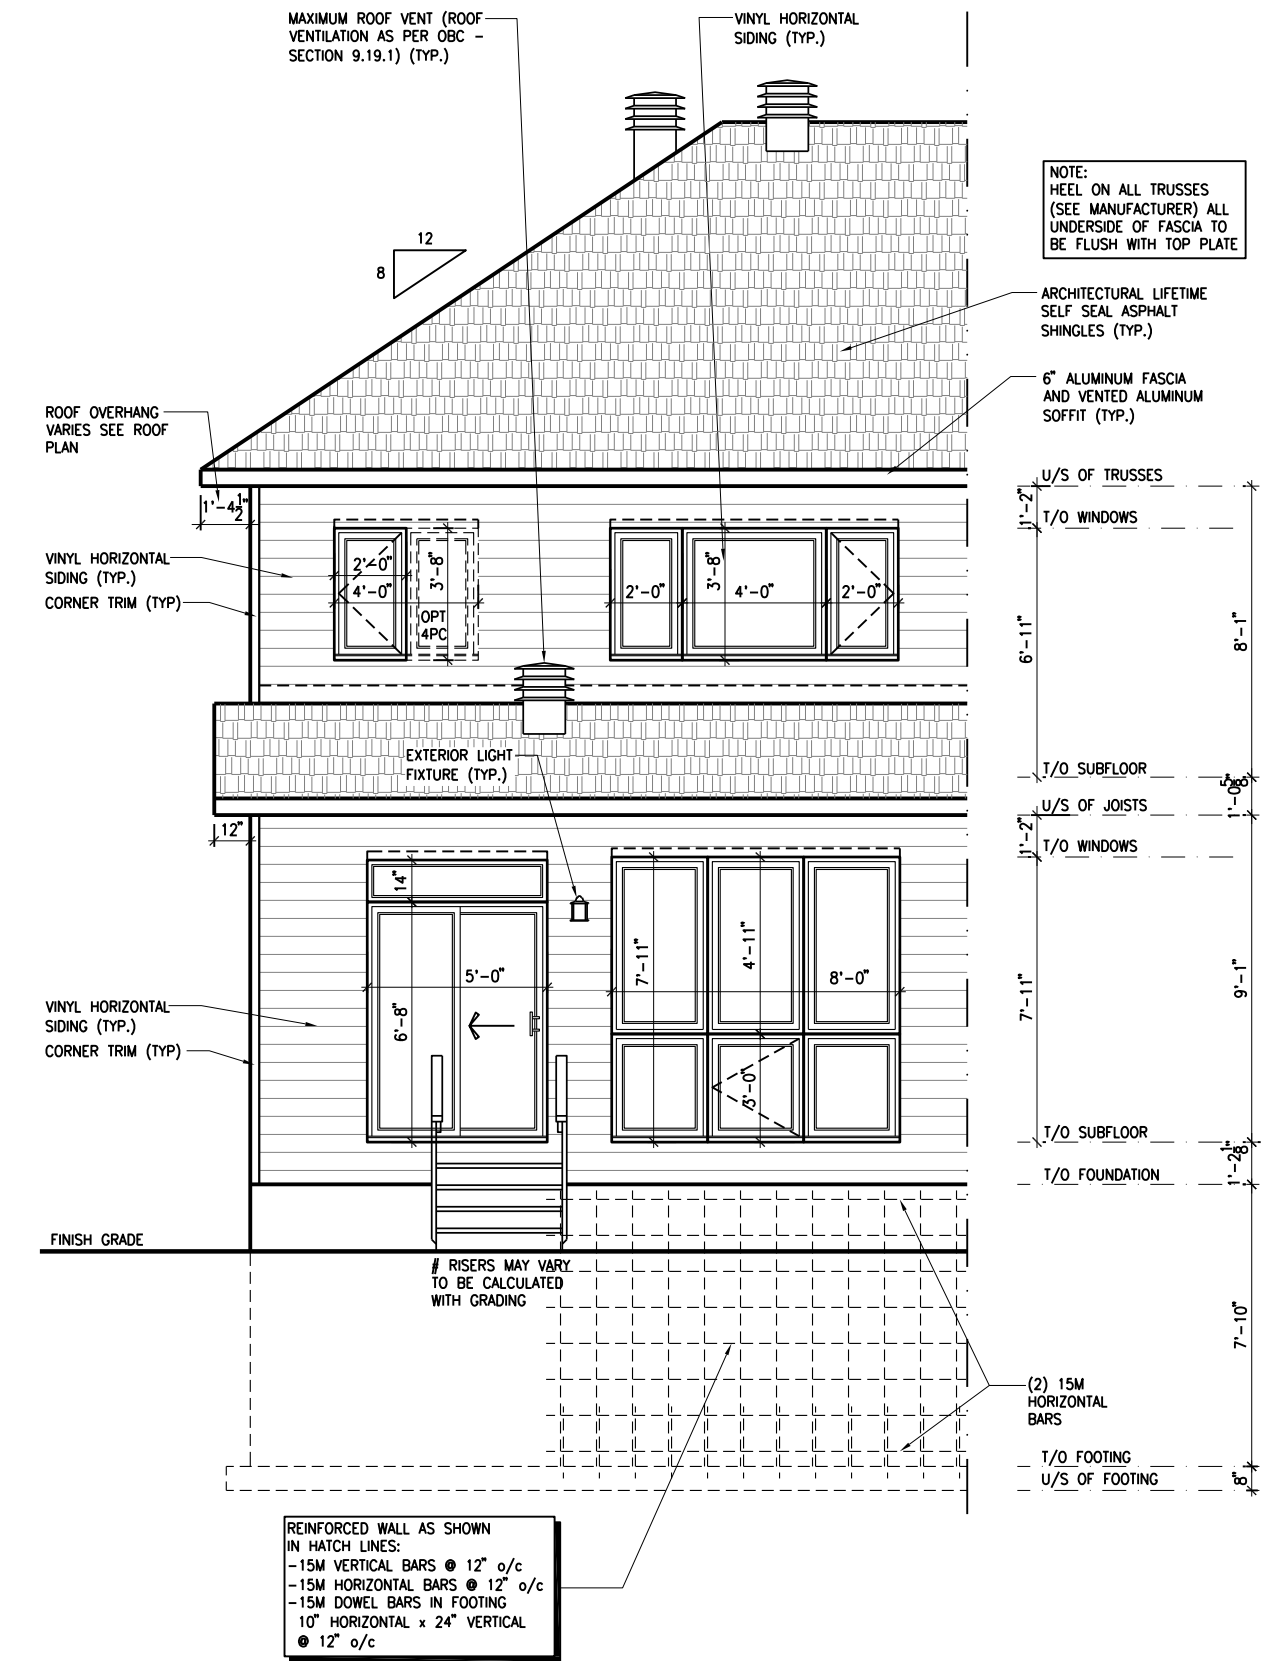 MAXIMUM ROOF VENT (ROOF
VENTILATION AS PER OBC -
SECTION 9.19.1) (TYP.)
VINYL HORIZONTAL
SIDING (TYP.)
NOTE:
HEEL ON ALL TRUSSES
(SEE MANUFACTURER) ALL
UNDERSIDE OF FASCIA TO
BE FLUSH WITH TOP PLATE
12
8
ARCHITECTURAL LIFETIME
SELF SEAL ASPHALT
SHINGLES (TYP.)
6" ALUMINUM FASCIA
AND VENTED ALUMINUM
SOFFIT (TYP.)
ROOF OVERHANG
VARIES SEE ROOF
PLAN
1'-4 1/2"
U/S OF TRUSSES
1'-2"
T/O WINDOWS
VINYL HORIZONTAL
SIDING (TYP.)
CORNER TRIM (TYP)
2'-0"
4'-0"
3'-8"
OPT
4PC
2'-0"
3'-8"
4'-0"
2'-0"
6'-11"
8'-1"
EXTERIOR LIGHT
FIXTURE (TYP.)
T/O SUBFLOOR
1'-0 5/8"
U/S OF JOISTS
12"
1'-2"
T/O WINDOWS
14"
5'-0"
6'-8"
7'-11"
4'-11"
8'-0"
3'-0"
7'-11"
9'-1"
VINYL HORIZONTAL
SIDING (TYP.)
CORNER TRIM (TYP)
T/O SUBFLOOR
1'-2 1/8"
T/O FOUNDATION
FINISH GRADE
# RISERS MAY VARY
TO BE CALCULATED
WITH GRADING
7'-10"
(2) 15M
HORIZONTAL
BARS
T/O FOOTING
U/S OF FOOTING
8"
REINFORCED WALL AS SHOWN
IN HATCH LINES:
-15M VERTICAL BARS @ 12" o/c
-15M HORIZONTAL BARS @ 12" o/c
-15M DOWEL BARS IN FOOTING
10" HORIZONTAL x 24" VERTICAL
@ 12" o/c